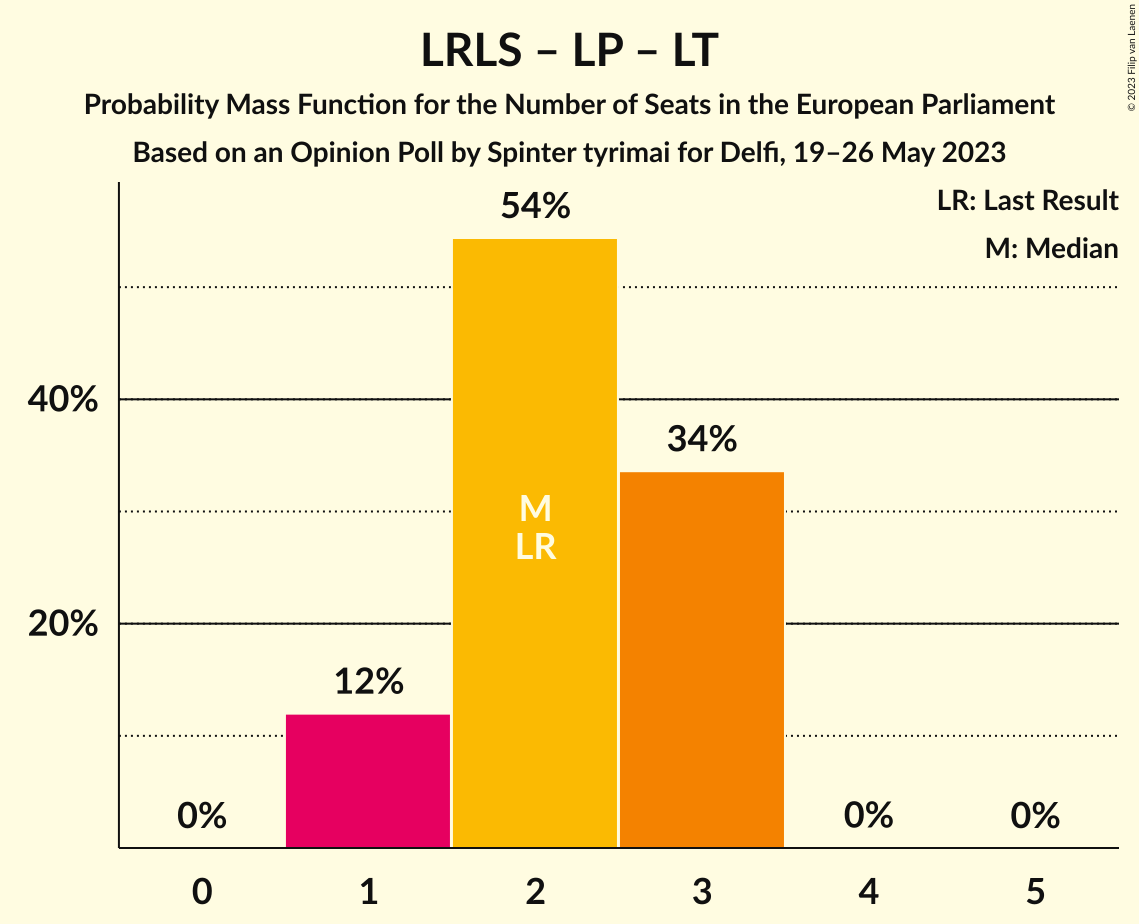 LRLS – LP – LT
Probability Mass Function for the Number of Seats in the European Parliament
Based on an Opinion Poll by Spinter tyrimai for Delfi, 19–26 May 2023
© 2023 Filip van Laenen
LR: Last Result
M: Median
54%
40%
34%
M
LR
20%
12%
0%
0%
0%
0 1 2 3 4 5